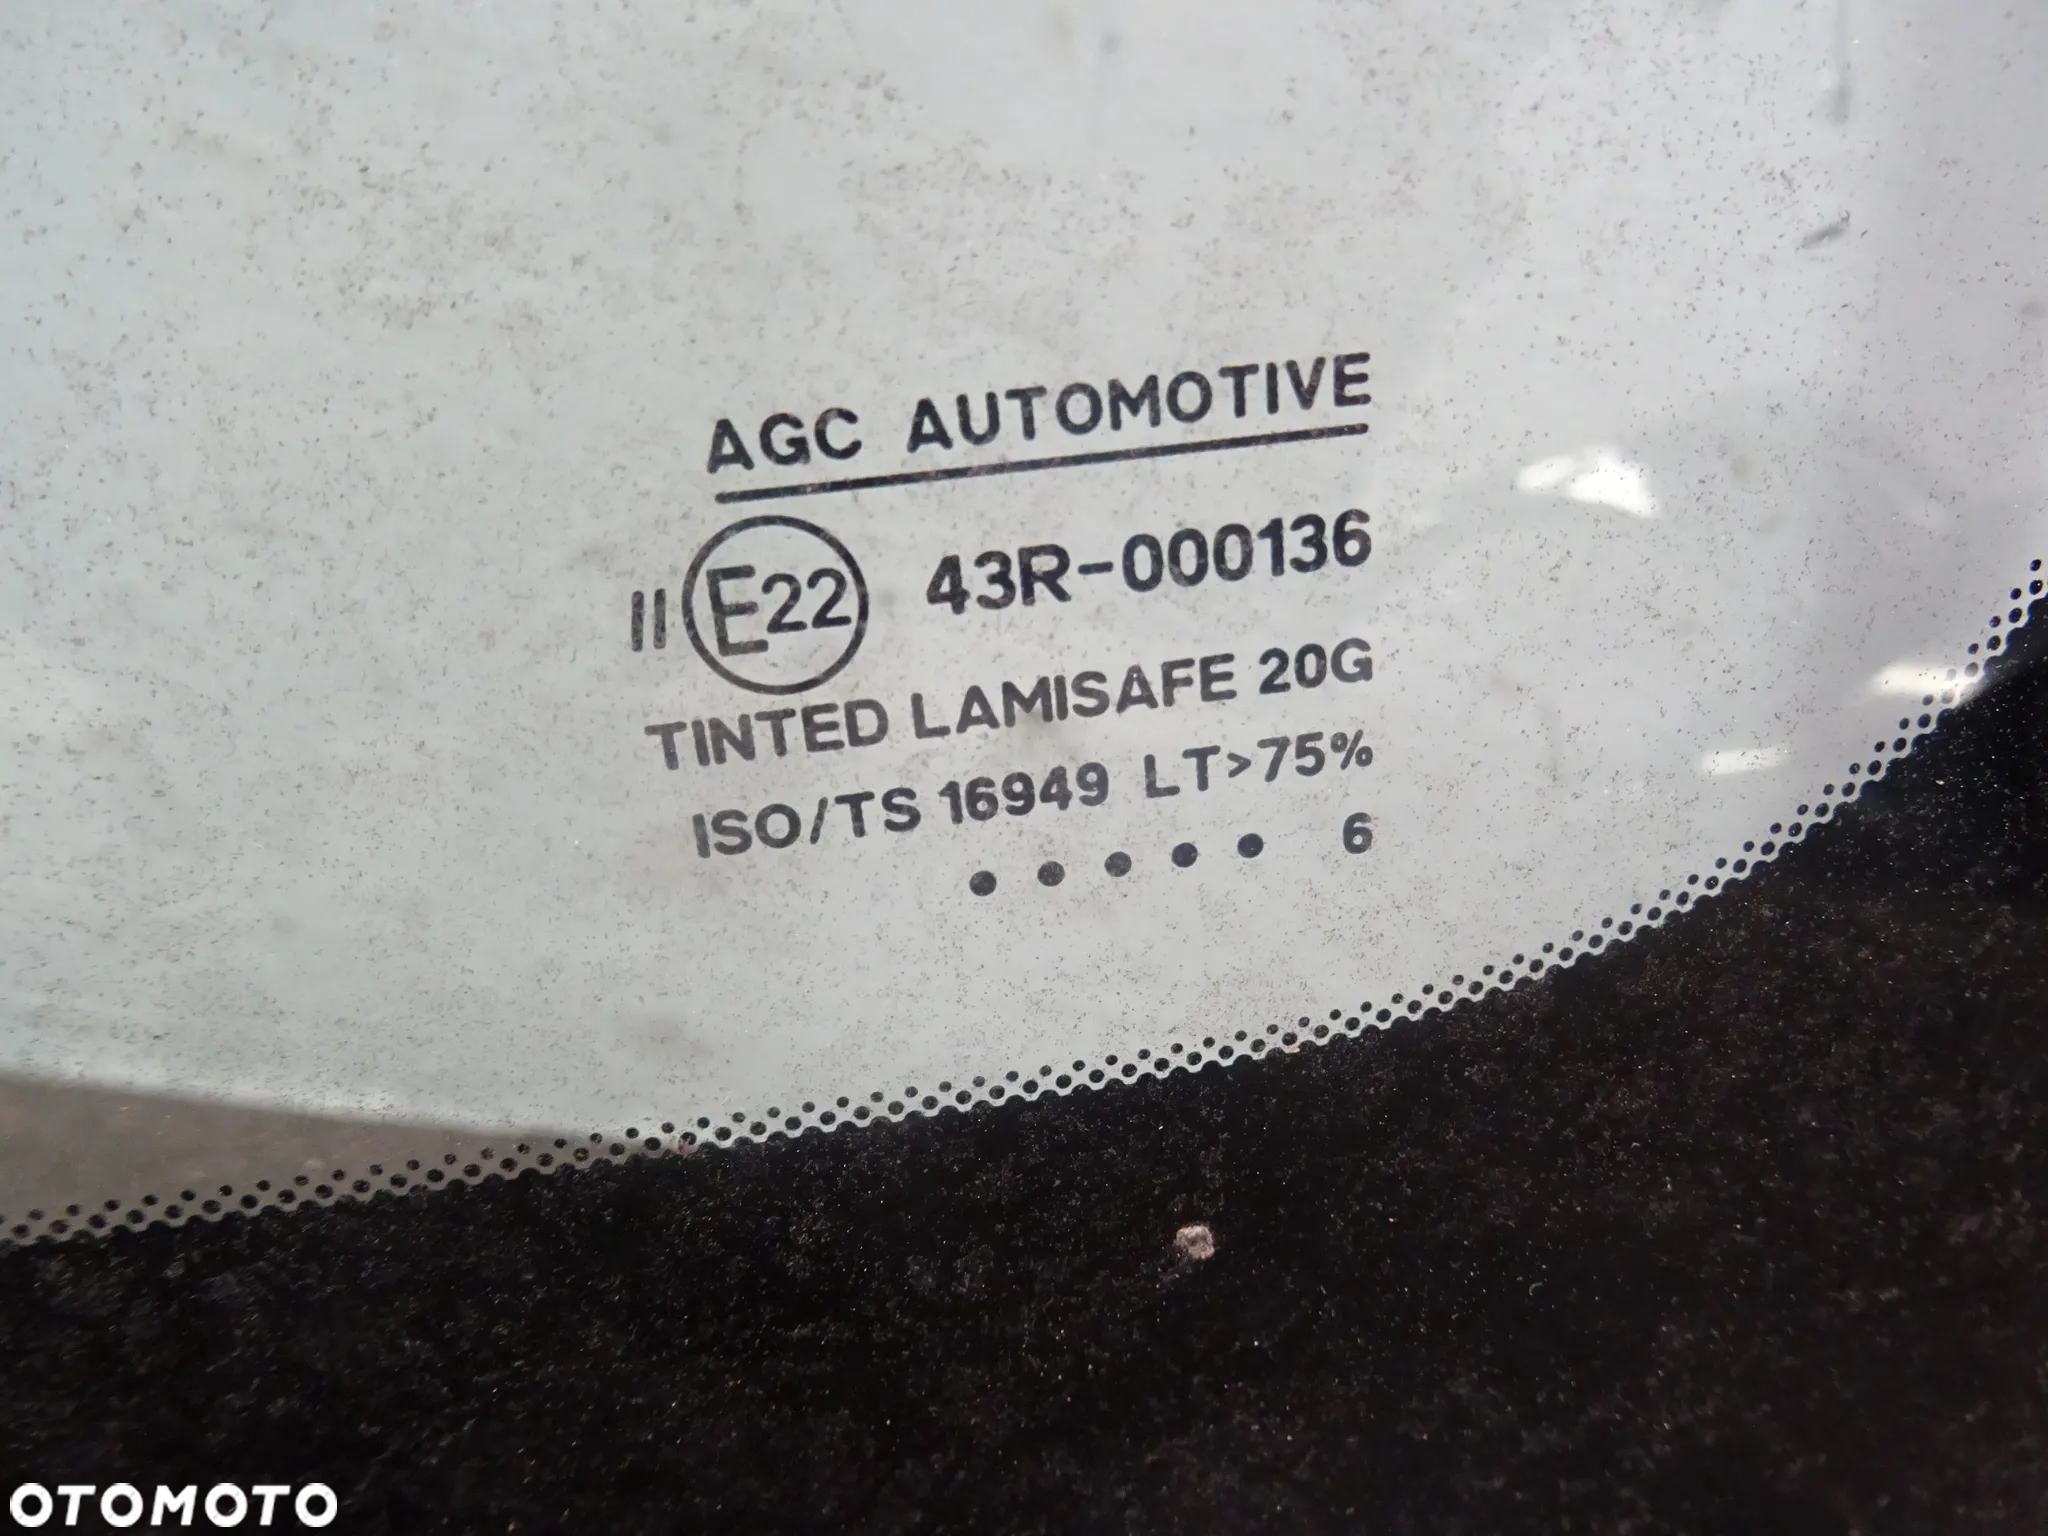 AGC AUTOMOTIVE
II E22 43R-000136
TINTED LAMISAFE 20G
ISO/TS 16949 LT>75%
• • • • • 6
OTOMOTO